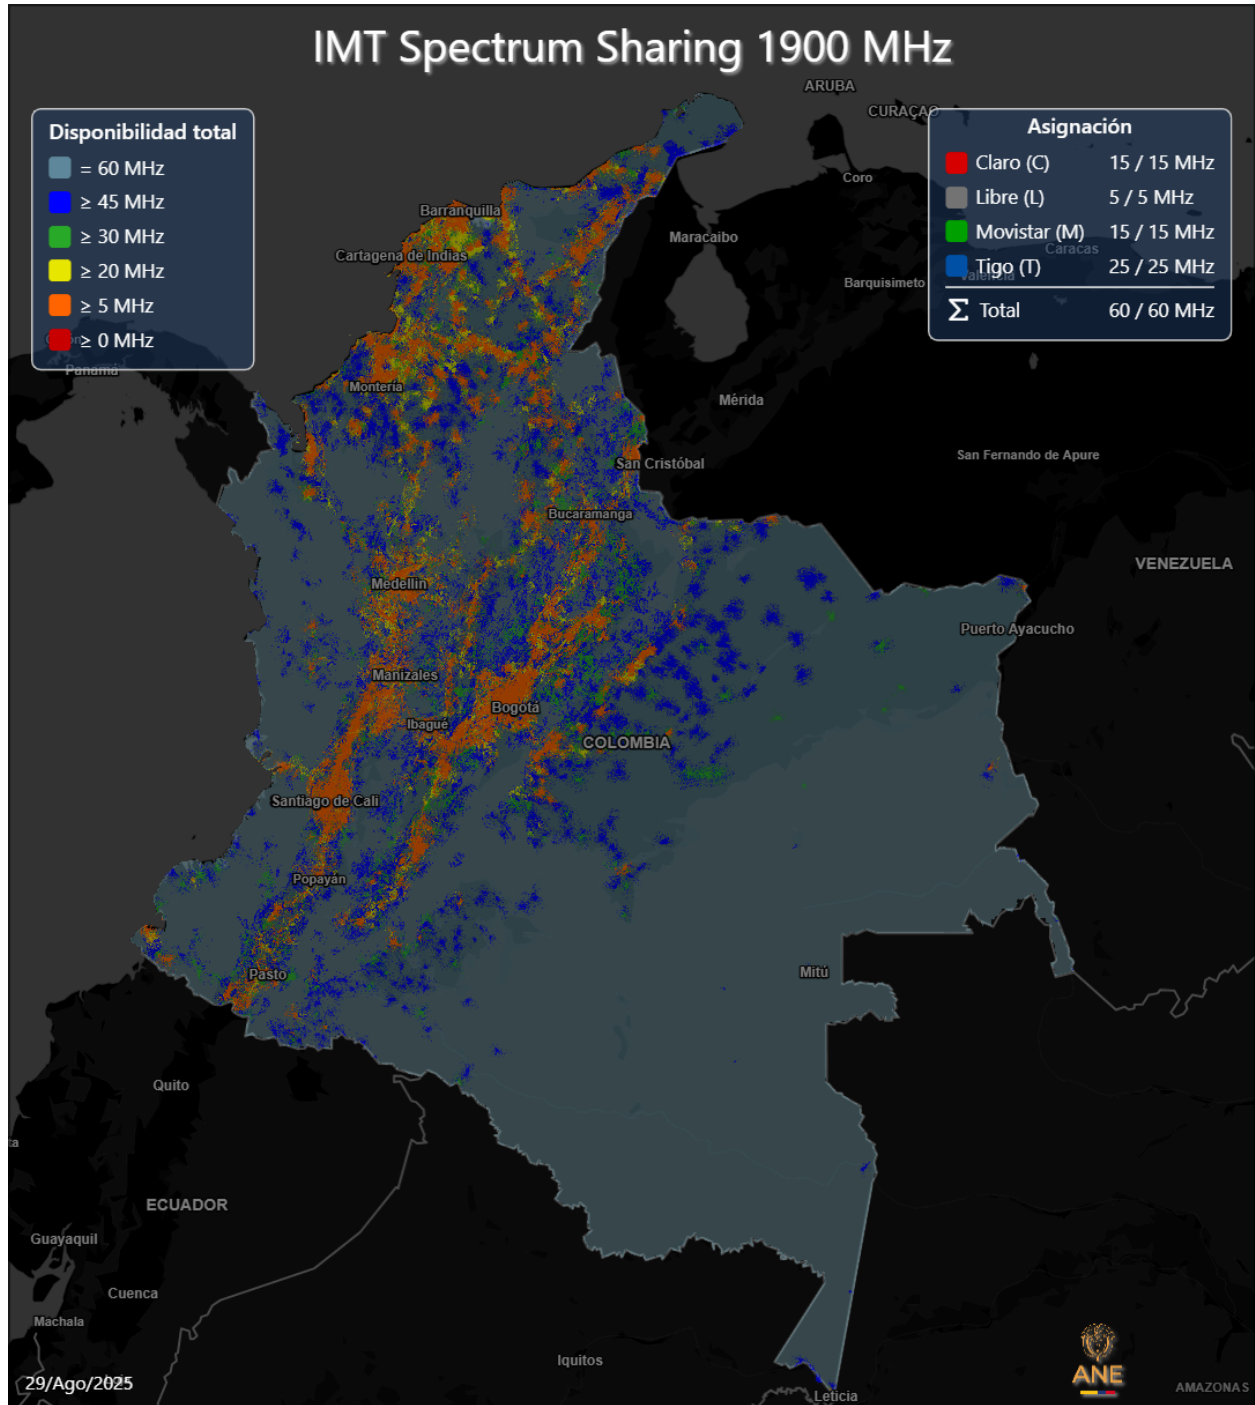 IMT Spectrum Sharing 1900 MHz
ARUBA
CURAÇAO
Disponibilidad total
= 60 MHz
≥ 45 MHz
≥ 30 MHz
≥ 20 MHz
≥ 5 MHz
≥ 0 MHz
Asignación
Claro (C) 15 / 15 MHz
Libre (L) 5 / 5 MHz
Movistar (M) 15 / 15 MHz
Tigo (T) 25 / 25 MHz
Σ Total 60 / 60 MHz
Coro
Barranquilla
Maracaibo
Caracas
Cartagena de Indias
Valencia
Barquisimeto
Panamá
Montería
Mérida
San Cristóbal
San Fernando de Apure
Bucaramanga
VENEZUELA
Medellín
Puerto Ayacucho
Manizales
Bogotá
Ibagué
COLOMBIA
Santiago de Cali
Popayán
Pasto
Mitú
Quito
ta
ECUADOR
Guayaquil
Cuenca
Machala
Iquitos
29/Ago/2025
ANE
Leticia
AMAZONAS